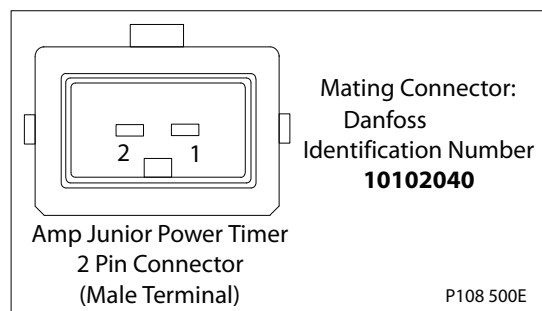 2 1
Amp Junior Power Timer
2 Pin Connector
(Male Terminal)
Mating Connector:
Danfoss
Identification Number
10102040
P108 500E